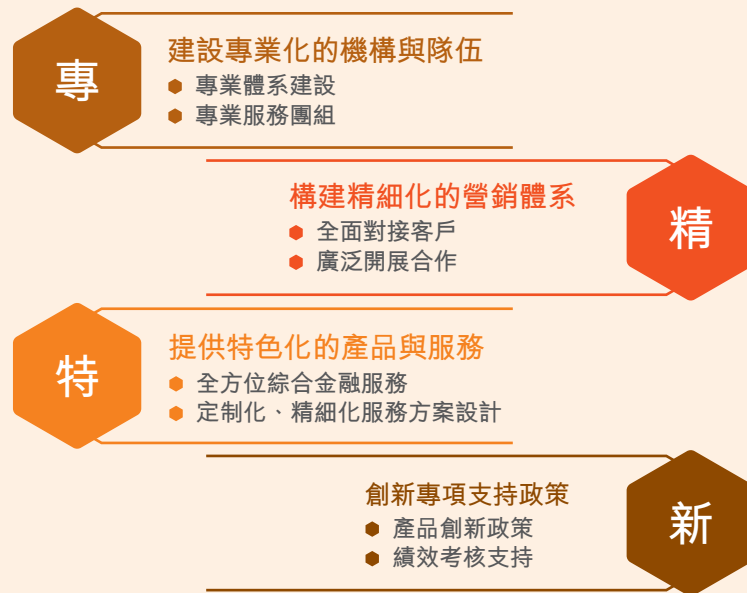 專
建設專業化的機構與隊伍
專業體系建設
專業服務團組
構建精細化的營銷體系
全面對接客戶
廣泛開展合作
精
特
提供特色化的產品與服務
全方位綜合金融服務
定制化、精細化服務方案設計
創新專項支持政策
產品創新政策
績效考核支持
新